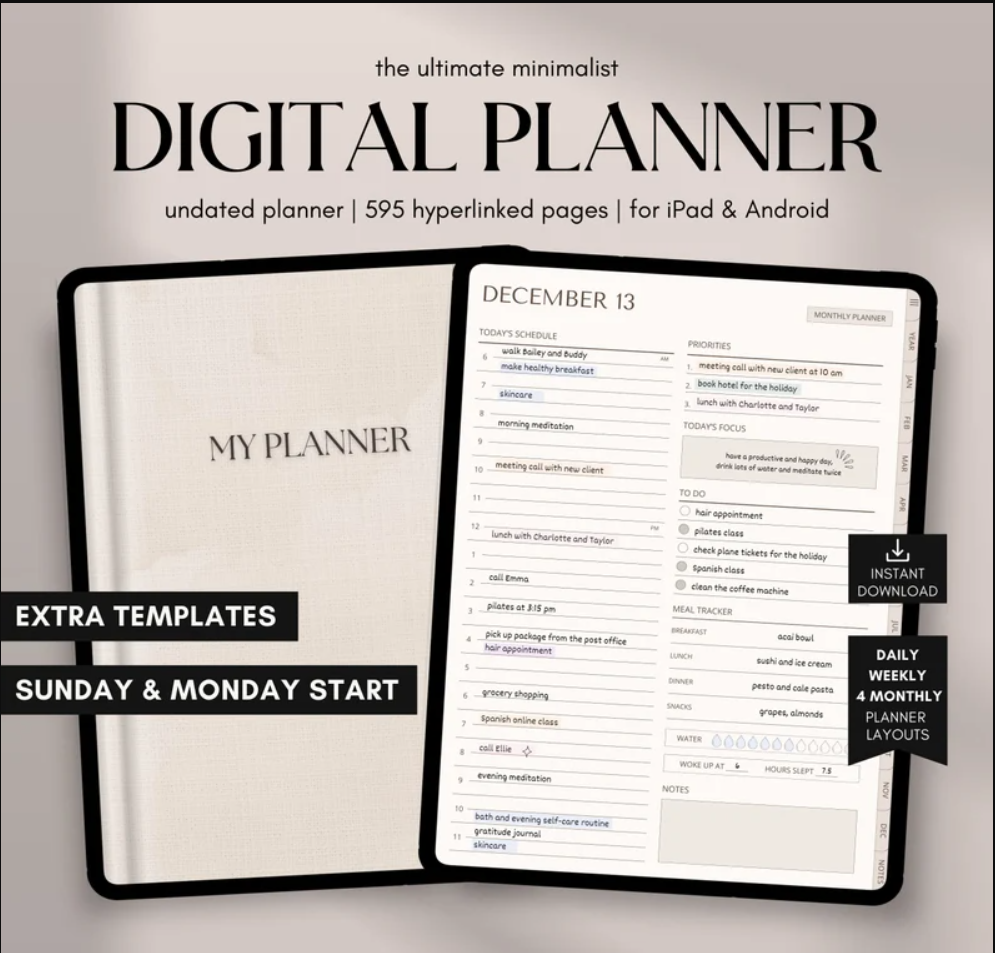 the ultimate minimalist
DIGITAL PLANNER
undated planner | 595 hyperlinked pages | for iPad & Android
MY PLANNER
EXTRA TEMPLATES
SUNDAY & MONDAY START
DECEMBER 13
MONTHLY PLANNER
TODAY'S SCHEDULE
AM
6 walk Bailey and Buddy
make healthy breakfast
7
skincare
8
morning meditation
9
10 meeting call with new client
11
12 PM
lunch with Charlotte and Taylor
1
2 call Emma
3 pilates at 3:15 pm
4 pick up package from the post office
hair appointment
5
6 grocery shopping
7 Spanish online class
8 call Ellie
9 evening meditation
10
bath and evening self-care routine
11 gratitude journal
skincare
PRIORITIES
1. meeting call with new client at 10 am
2. book hotel for the holiday
3. lunch with Charlotte and Taylor
TODAY'S FOCUS
have a productive and happy day,
drink lots of water and meditate twice
TO DO
hair appointment
pilates class
check plane tickets for the holiday
Spanish class
clean the coffee machine
MEAL TRACKER
BREAKFAST acai bowl
LUNCH sushi and ice cream
DINNER pesto and cale pasta
SNACKS grapes, almonds
WATER
WOKE UP AT 6 HOURS SLEPT 7.5
NOTES
YEAR
JAN
FEB
MAR
APR
NOV
DEC
NOTES
INSTANT
DOWNLOAD
DAILY
WEEKLY
4 MONTHLY
PLANNER
LAYOUTS